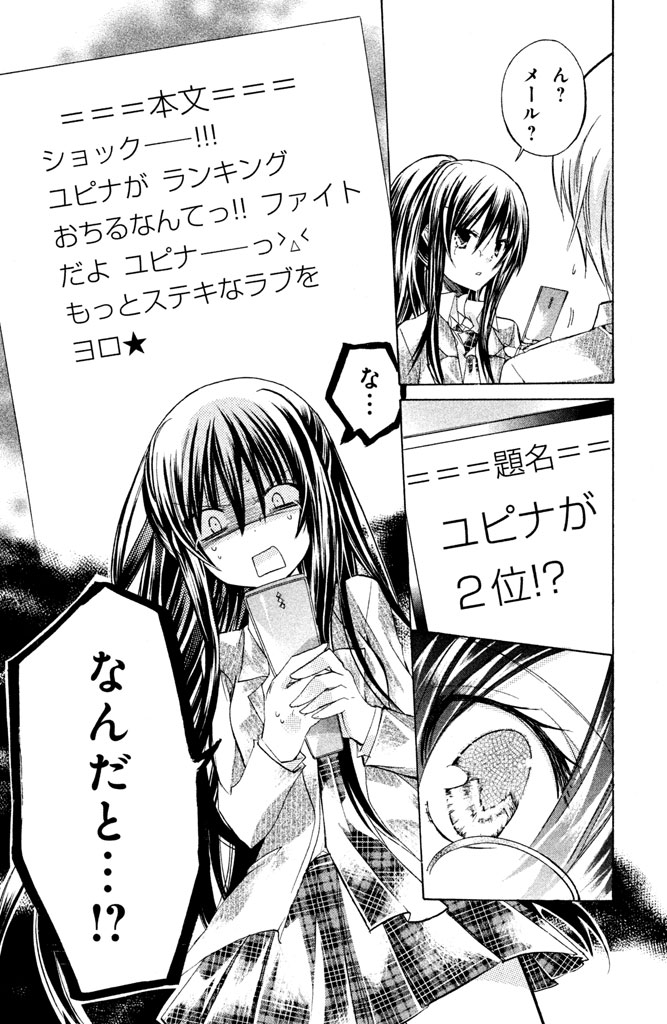 ん？
メール？
＝＝＝題名＝＝
ユピナが
２位!?
＝＝＝本文＝＝＝
ショック――!!!
ユピナが ランキング
おちるなんてっ!! ファイト
だよ ユピナ――っ>△<
もっとステキなラブを
ヨロ★
な…
なんだと…!?